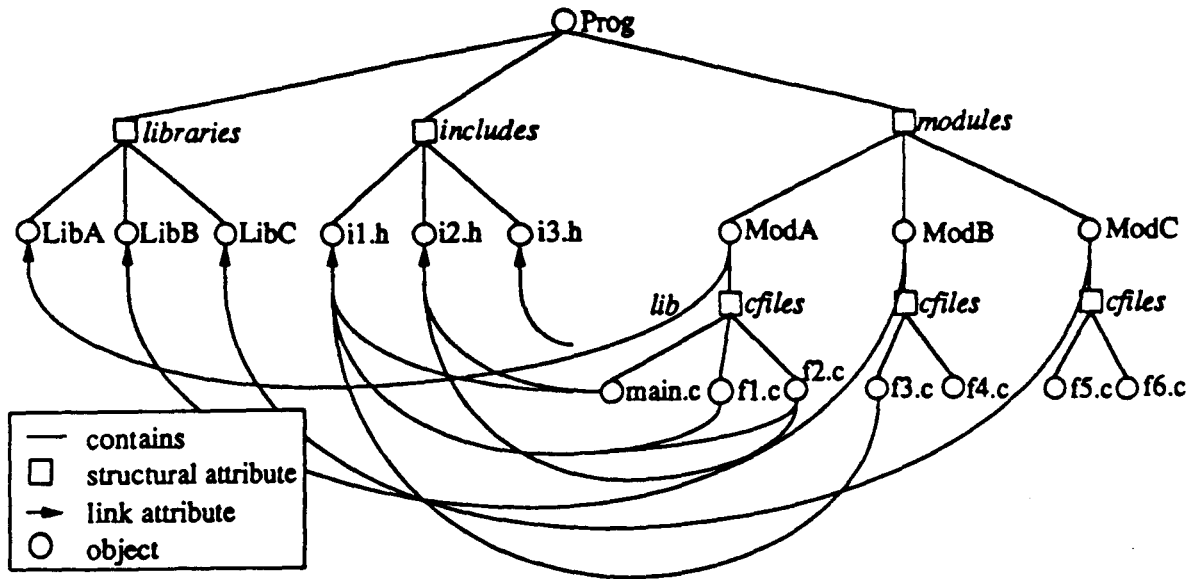 Prog
libraries
includes
modules
LibA
LibB
LibC
i1.h
i2.h
i3.h
ModA
ModB
ModC
lib
cfiles
cfiles
cfiles
main.c
f1.c
f2.c
f3.c
f4.c
f5.c
f6.c
contains
structural attribute
link attribute
object